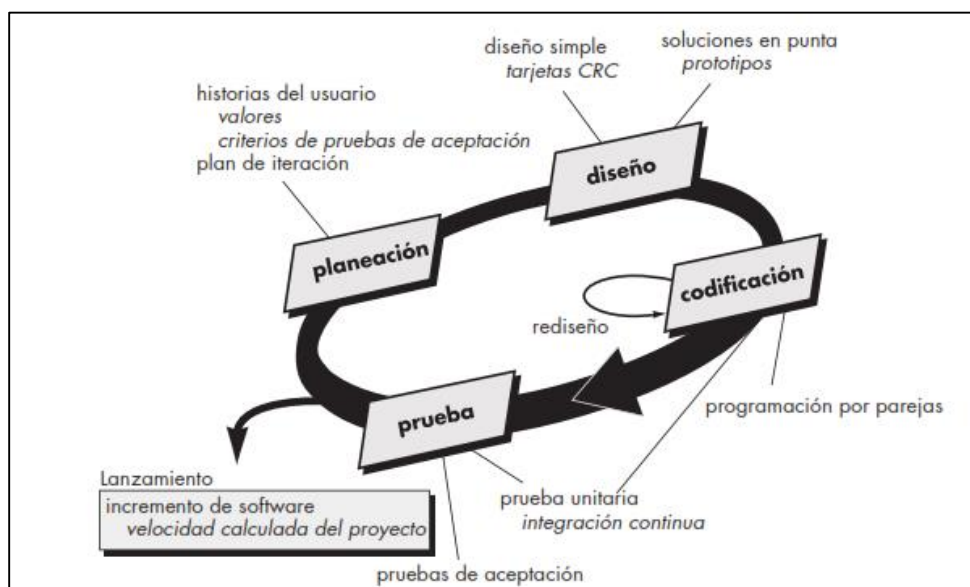 diseño simple
tarjetas CRC
soluciones en punta
prototipos
historias del usuario
valores
criterios de pruebas de aceptación
plan de iteración
diseño
planeación
codificación
rediseño
prueba
programación por parejas
Lanzamiento
incremento de software
velocidad calculada del proyecto
prueba unitaria
integración continua
pruebas de aceptación